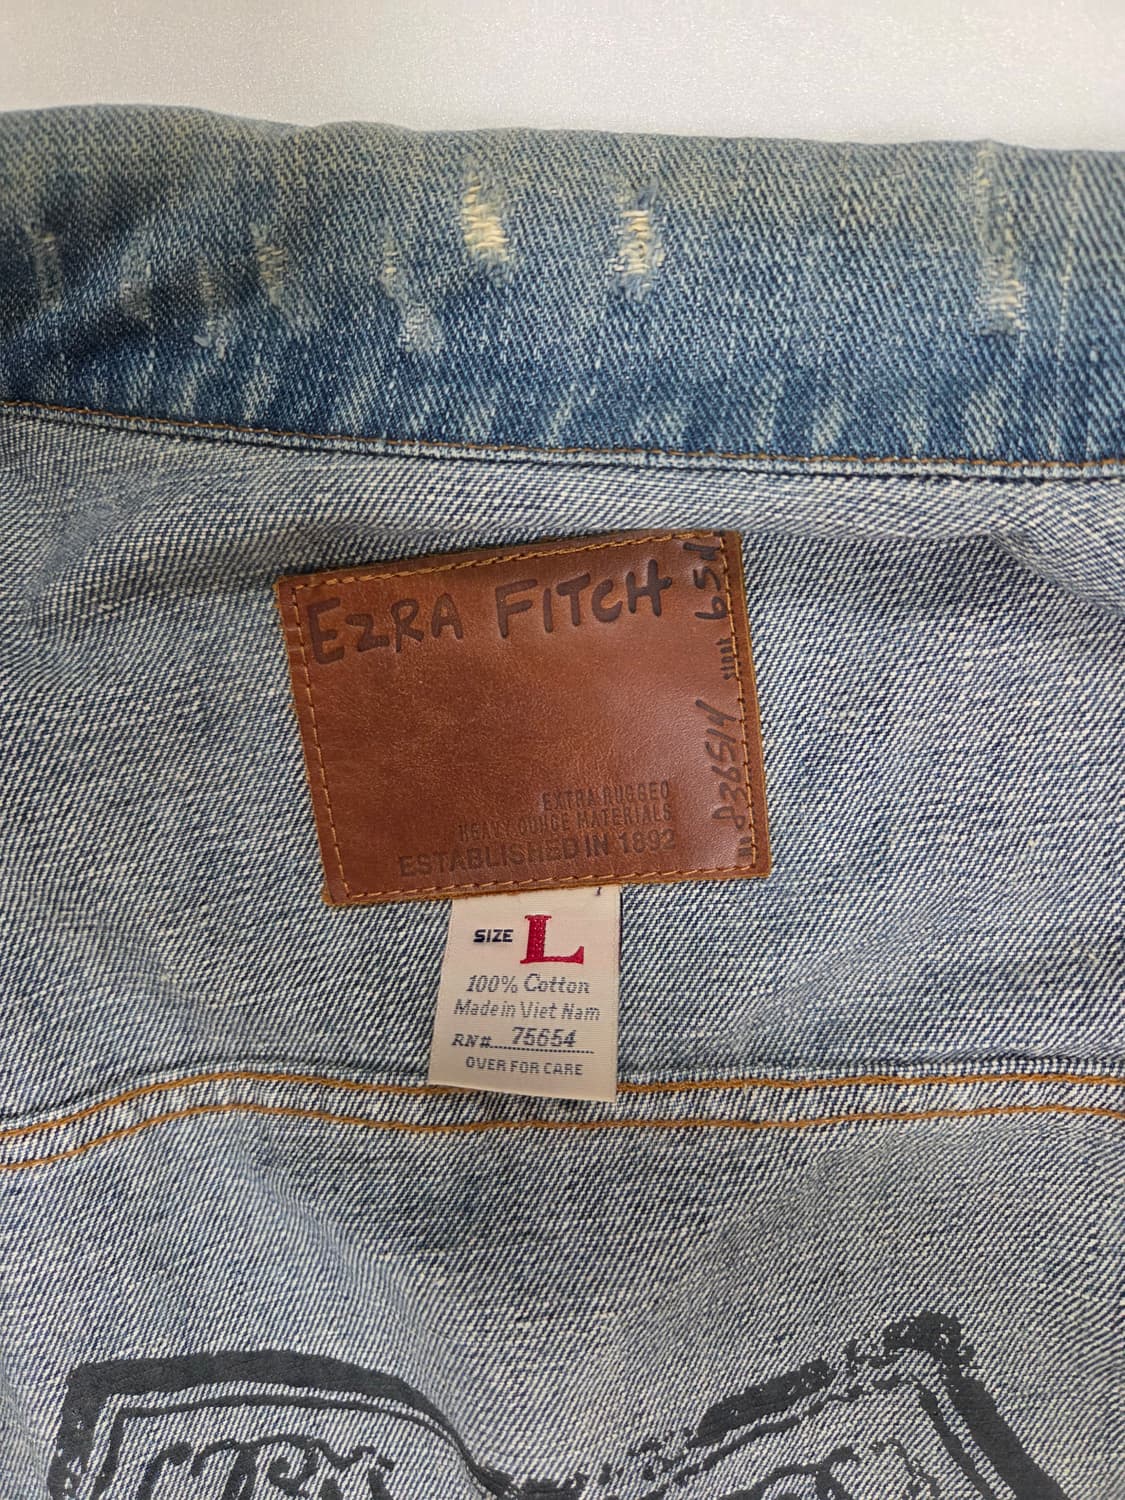 EZRA FITCH
EXTRA RUGGED
HEAVY OUNCE MATERIALS
ESTABLISHED IN 1892
SIZE L
100% Cotton
Made in Viet Nam
RN# 75654
OVER FOR CARE